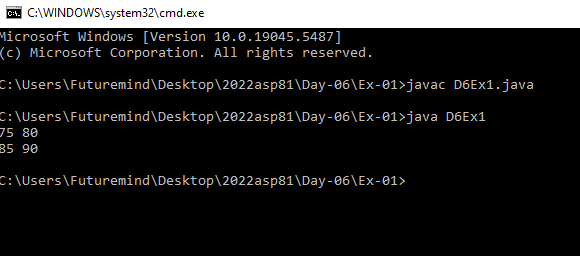 C:\WINDOWS\system32\cmd.exe
Microsoft Windows [Version 10.0.19045.5487]
(c) Microsoft Corporation. All rights reserved.
C:\Users\Futuremind\Desktop\2022asp81\Day-06\Ex-01>javac D6Ex1.java
C:\Users\Futuremind\Desktop\2022asp81\Day-06\Ex-01>java D6Ex1
75 80
85 90
C:\Users\Futuremind\Desktop\2022asp81\Day-06\Ex-01>